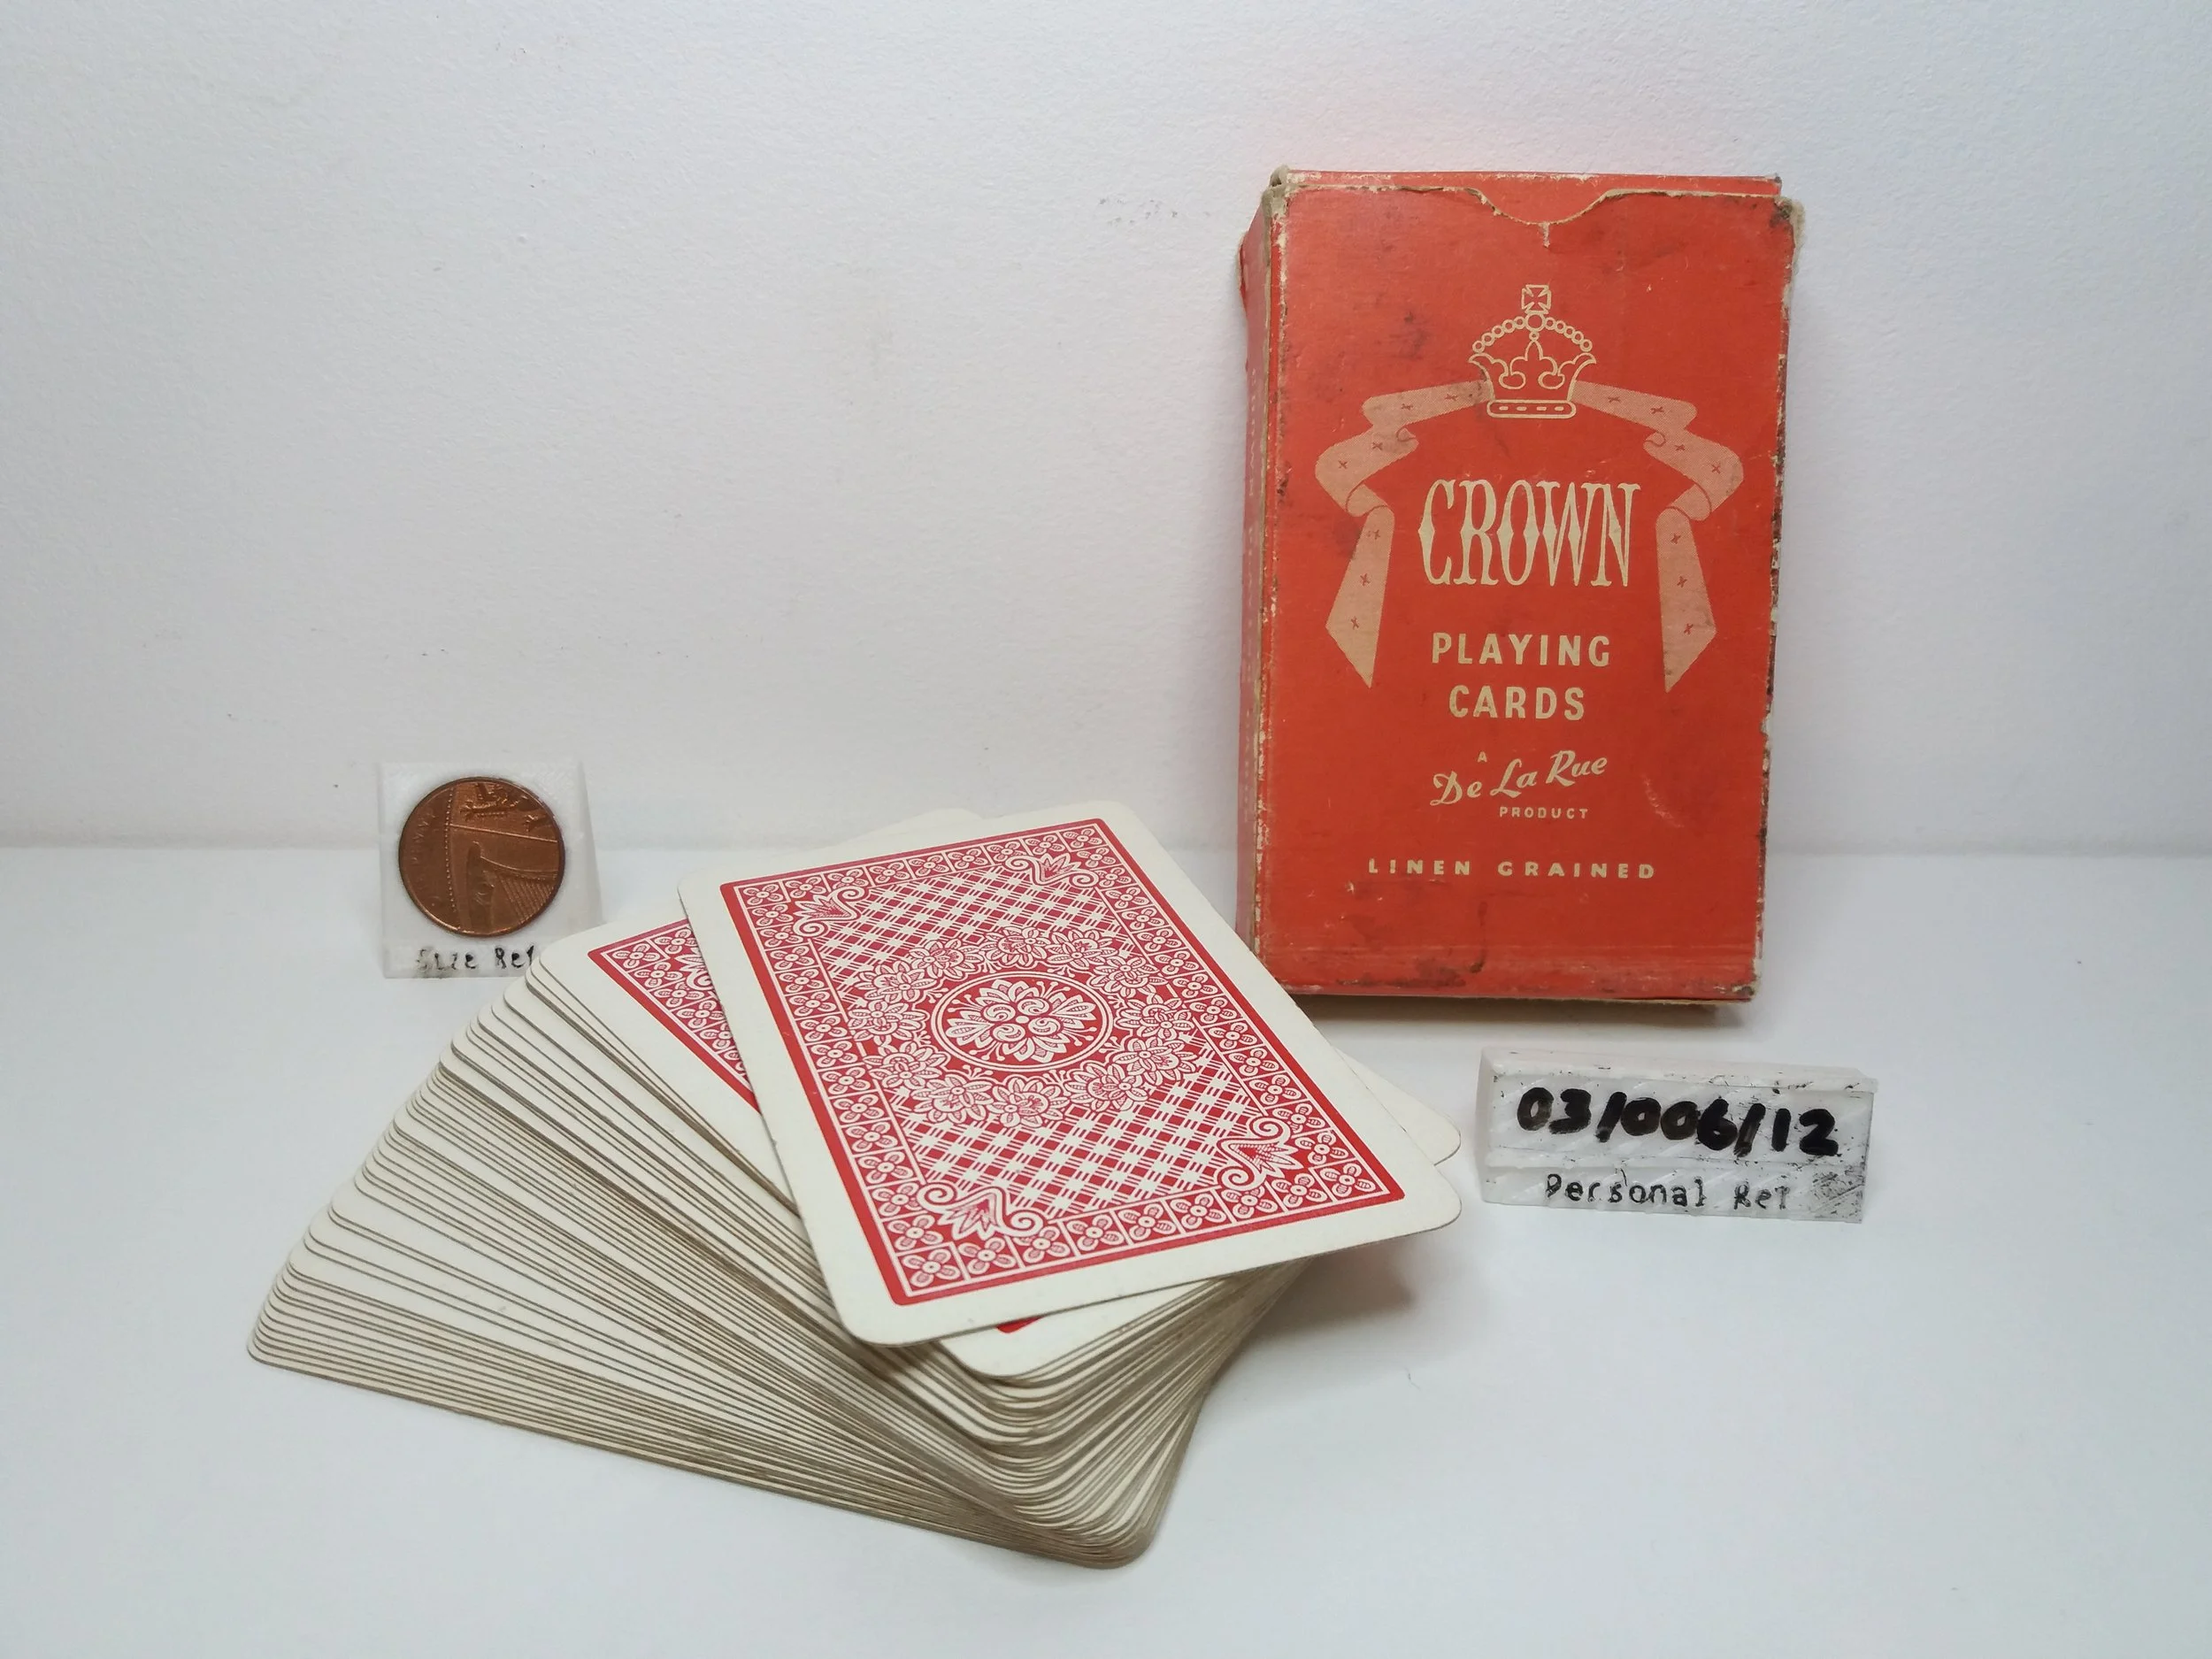 CROWN
PLAYING
CARDS
A
De La Rue
PRODUCT
LINEN GRAINED
Size Ref
03/006/12
Personal Ref